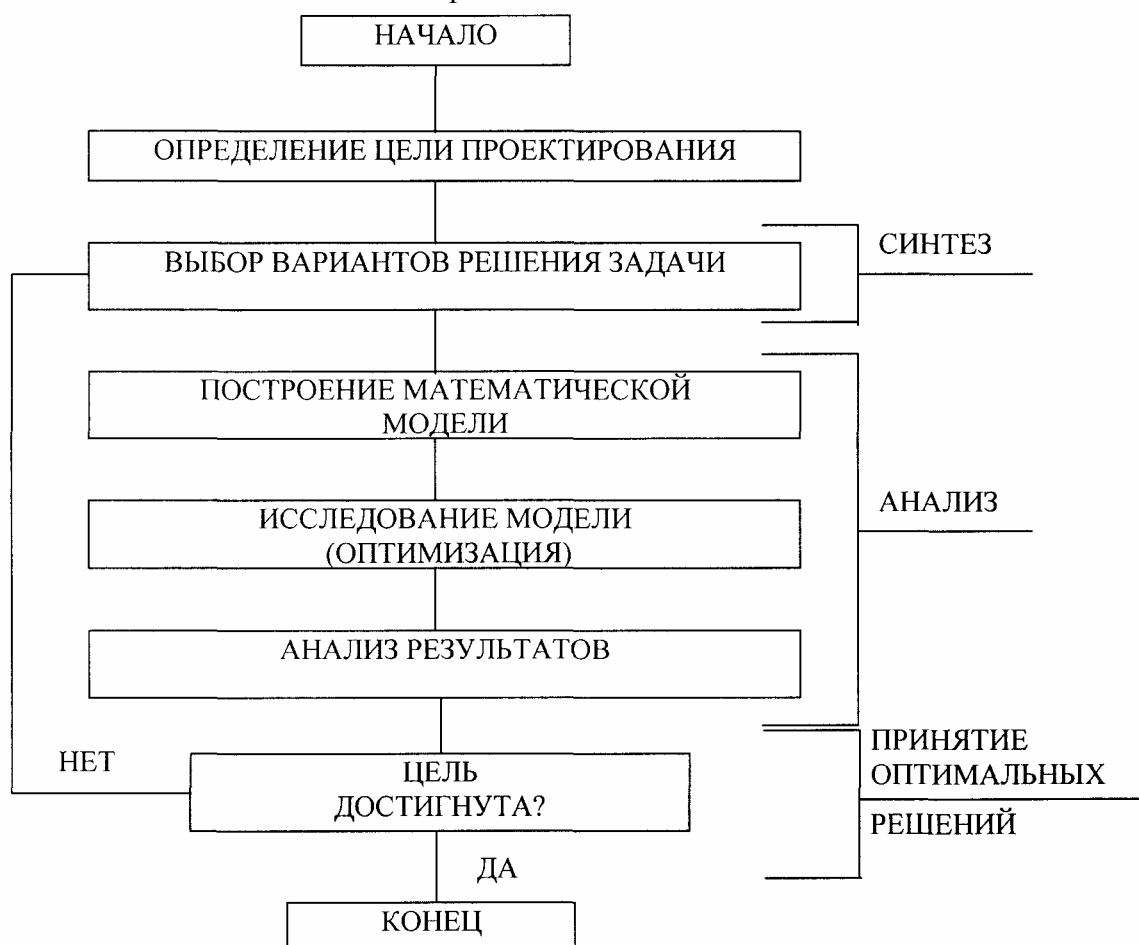 НАЧАЛО
ОПРЕДЕЛЕНИЕ ЦЕЛИ ПРОЕКТИРОВАНИЯ
ВЫБОР ВАРИАНТОВ РЕШЕНИЯ ЗАДАЧИ
СИНТЕЗ
ПОСТРОЕНИЕ МАТЕМАТИЧЕСКОЙ
МОДЕЛИ
ИССЛЕДОВАНИЕ МОДЕЛИ
(ОПТИМИЗАЦИЯ)
АНАЛИЗ
АНАЛИЗ РЕЗУЛЬТАТОВ
НЕТ
ЦЕЛЬ
ДОСТИГНУТА?
ПРИНЯТИЕ
ОПТИМАЛЬНЫХ
РЕШЕНИЙ
ДА
КОНЕЦ